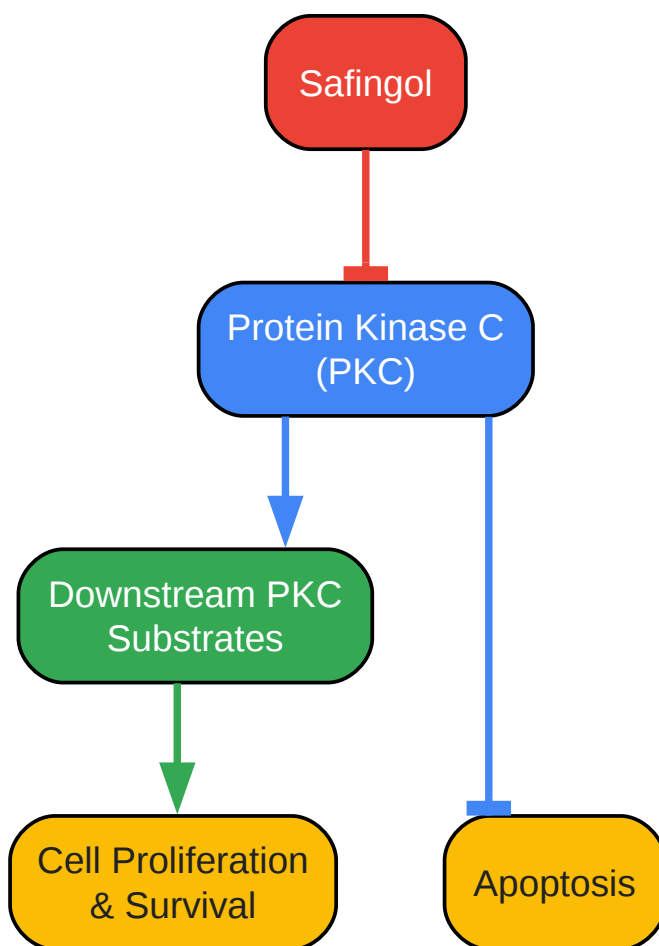 Safingol
Protein Kinase C
(PKC)
Downstream PKC
Substrates
Cell Proliferation
& Survival
Apoptosis